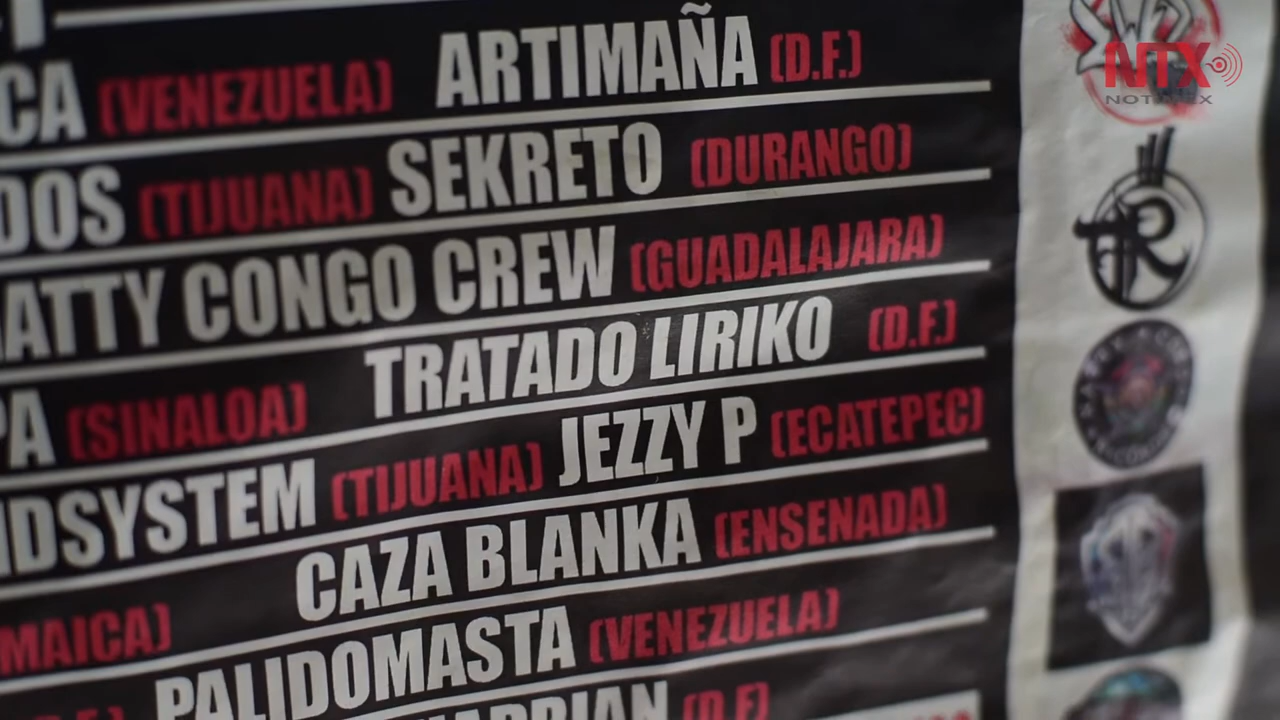 CA (VENEZUELA) ARTIMAÑA (D.F.)
DOS (TIJUANA) SEKRETO (DURANGO)
ATTY CONGO CREW (GUADALAJARA)
PA (SINALOA) TRATADO LIRIKO (D.F.)
DSYSTEM (TIJUANA) JEZZY P (ECATEPEC)
MAICA) CAZA BLANKA (ENSENADA)
PALIDOMASTA (VENEZUELA)
(D.F.)
NTX
NOTIMEX